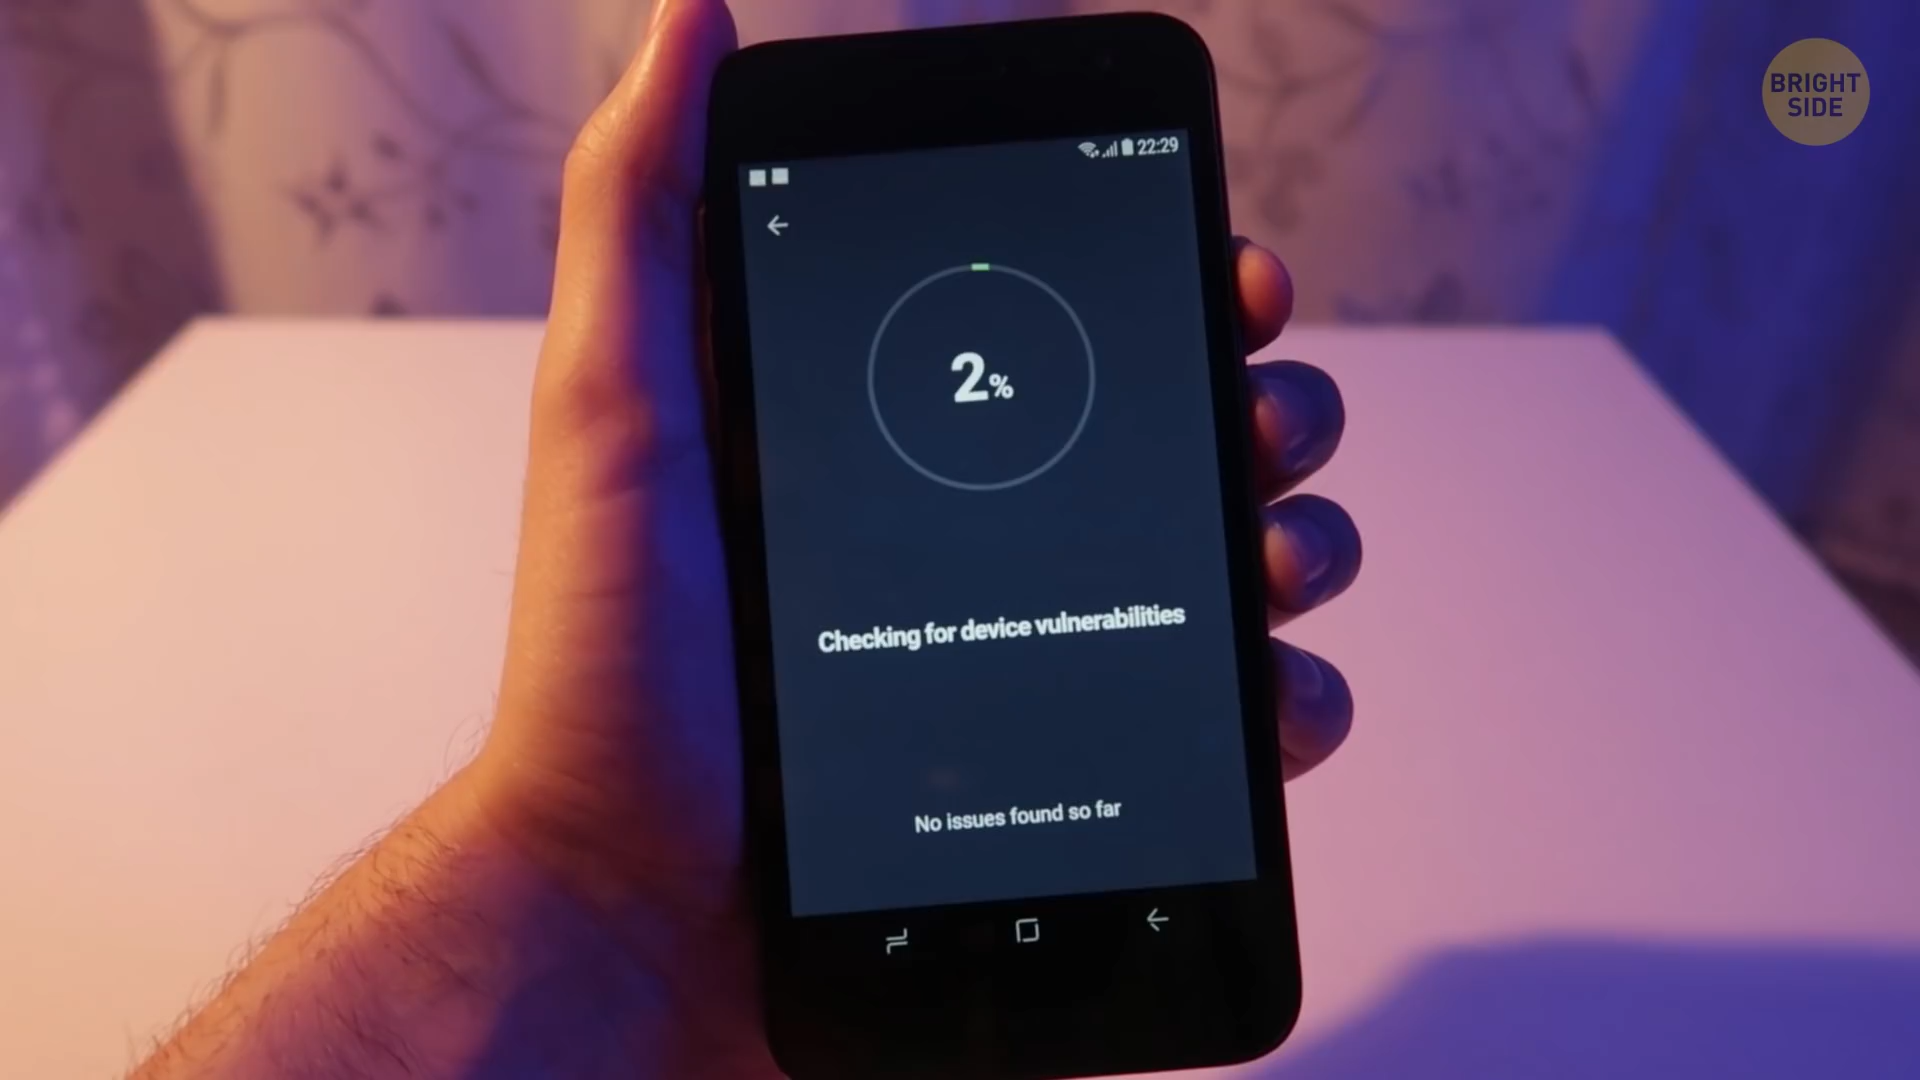 BRIGHT
SIDE
22:29
2%
Checking for device vulnerabilities
No issues found so far